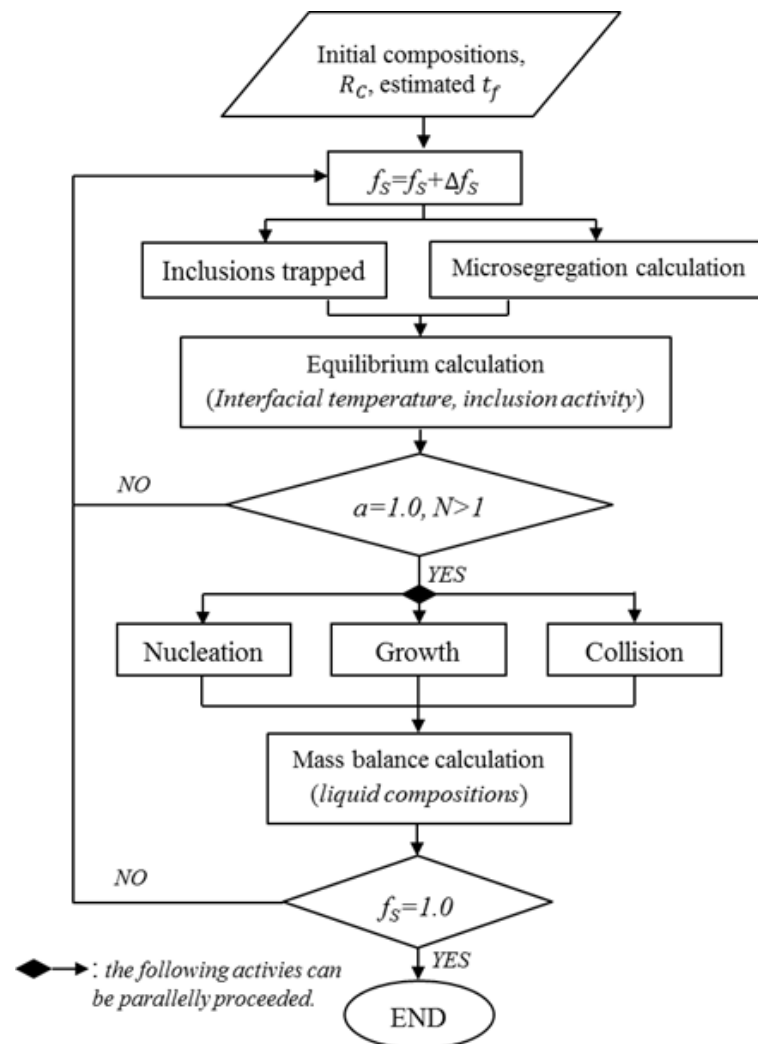 Initial compositions,
R_C, estimated t_f
f_S=f_S+Δf_S
Inclusions trapped
Microsegregation calculation
Equilibrium calculation
(Interfacial temperature, inclusion activity)
NO
a=1.0, N>1
YES
Nucleation
Growth
Collision
Mass balance calculation
(liquid compositions)
NO
f_S=1.0
YES
: the following activies can
be parallelly proceeded.
END